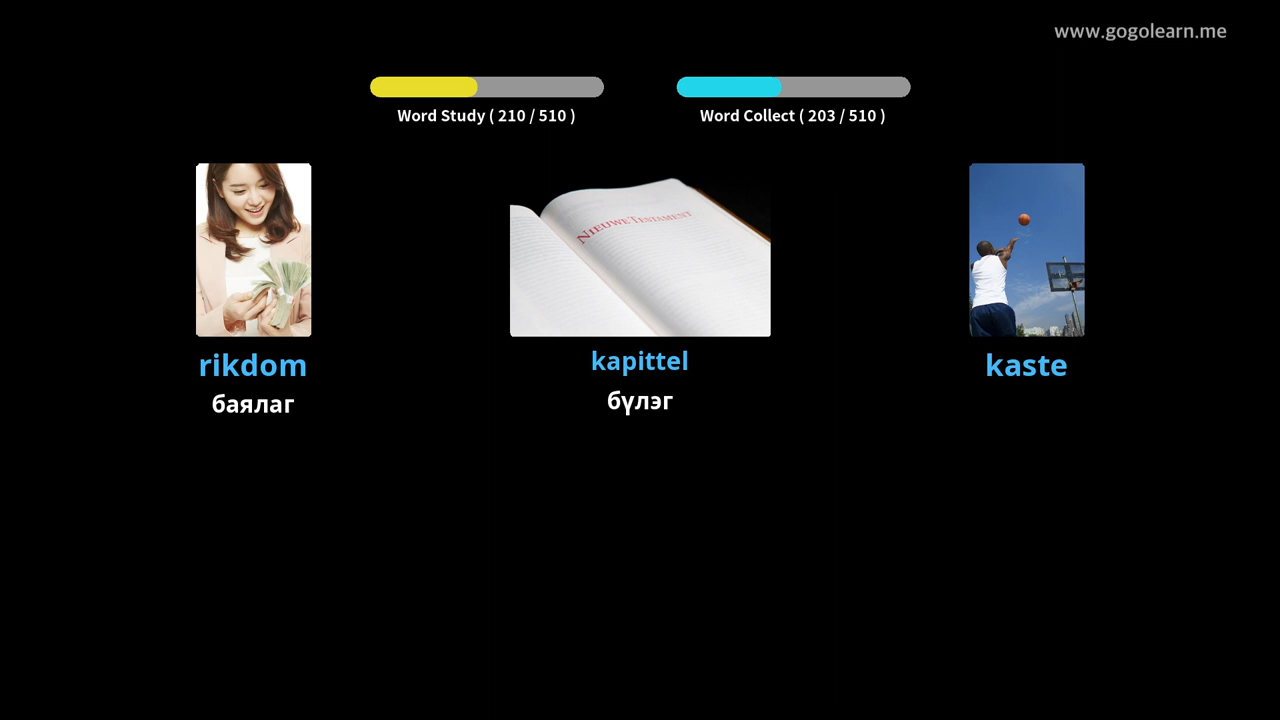 www.gogolearn.me
Word Study ( 210 / 510 )
Word Collect ( 203 / 510 )
NIEUWE TESTAMENT
rikdom
kapittel
kaste
баялаг
бүлэг